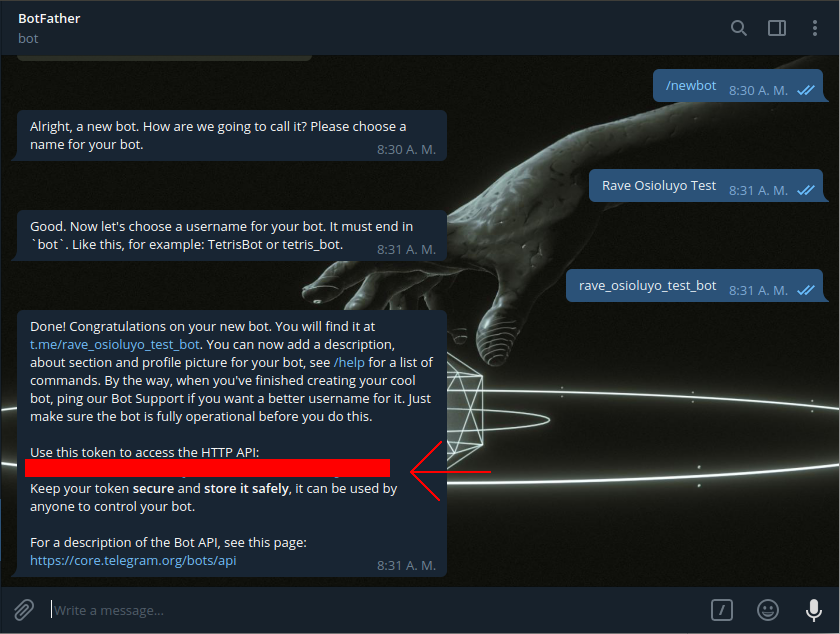 BotFather
bot
/newbot
8:30 A. M.
Alright, a new bot. How are we going to call it? Please choose a
name for your bot.
8:30 A. M.
Rave Osioluyo Test
8:31 A. M.
Good. Now let's choose a username for your bot. It must end in
`bot`. Like this, for example: TetrisBot or tetris_bot.
8:31 A. M.
rave_osioluyo_test_bot
8:31 A. M.
Done! Congratulations on your new bot. You will find it at
t.me/rave_osioluyo_test_bot. You can now add a description,
about section and profile picture for your bot, see /help for a list of
commands. By the way, when you've finished creating your cool
bot, ping our Bot Support if you want a better username for it. Just
make sure the bot is fully operational before you do this.
Use this token to access the HTTP API:
Keep your token secure and store it safely, it can be used by
anyone to control your bot.
For a description of the Bot API, see this page:
https://core.telegram.org/bots/api
8:31 A. M.
Write a message...